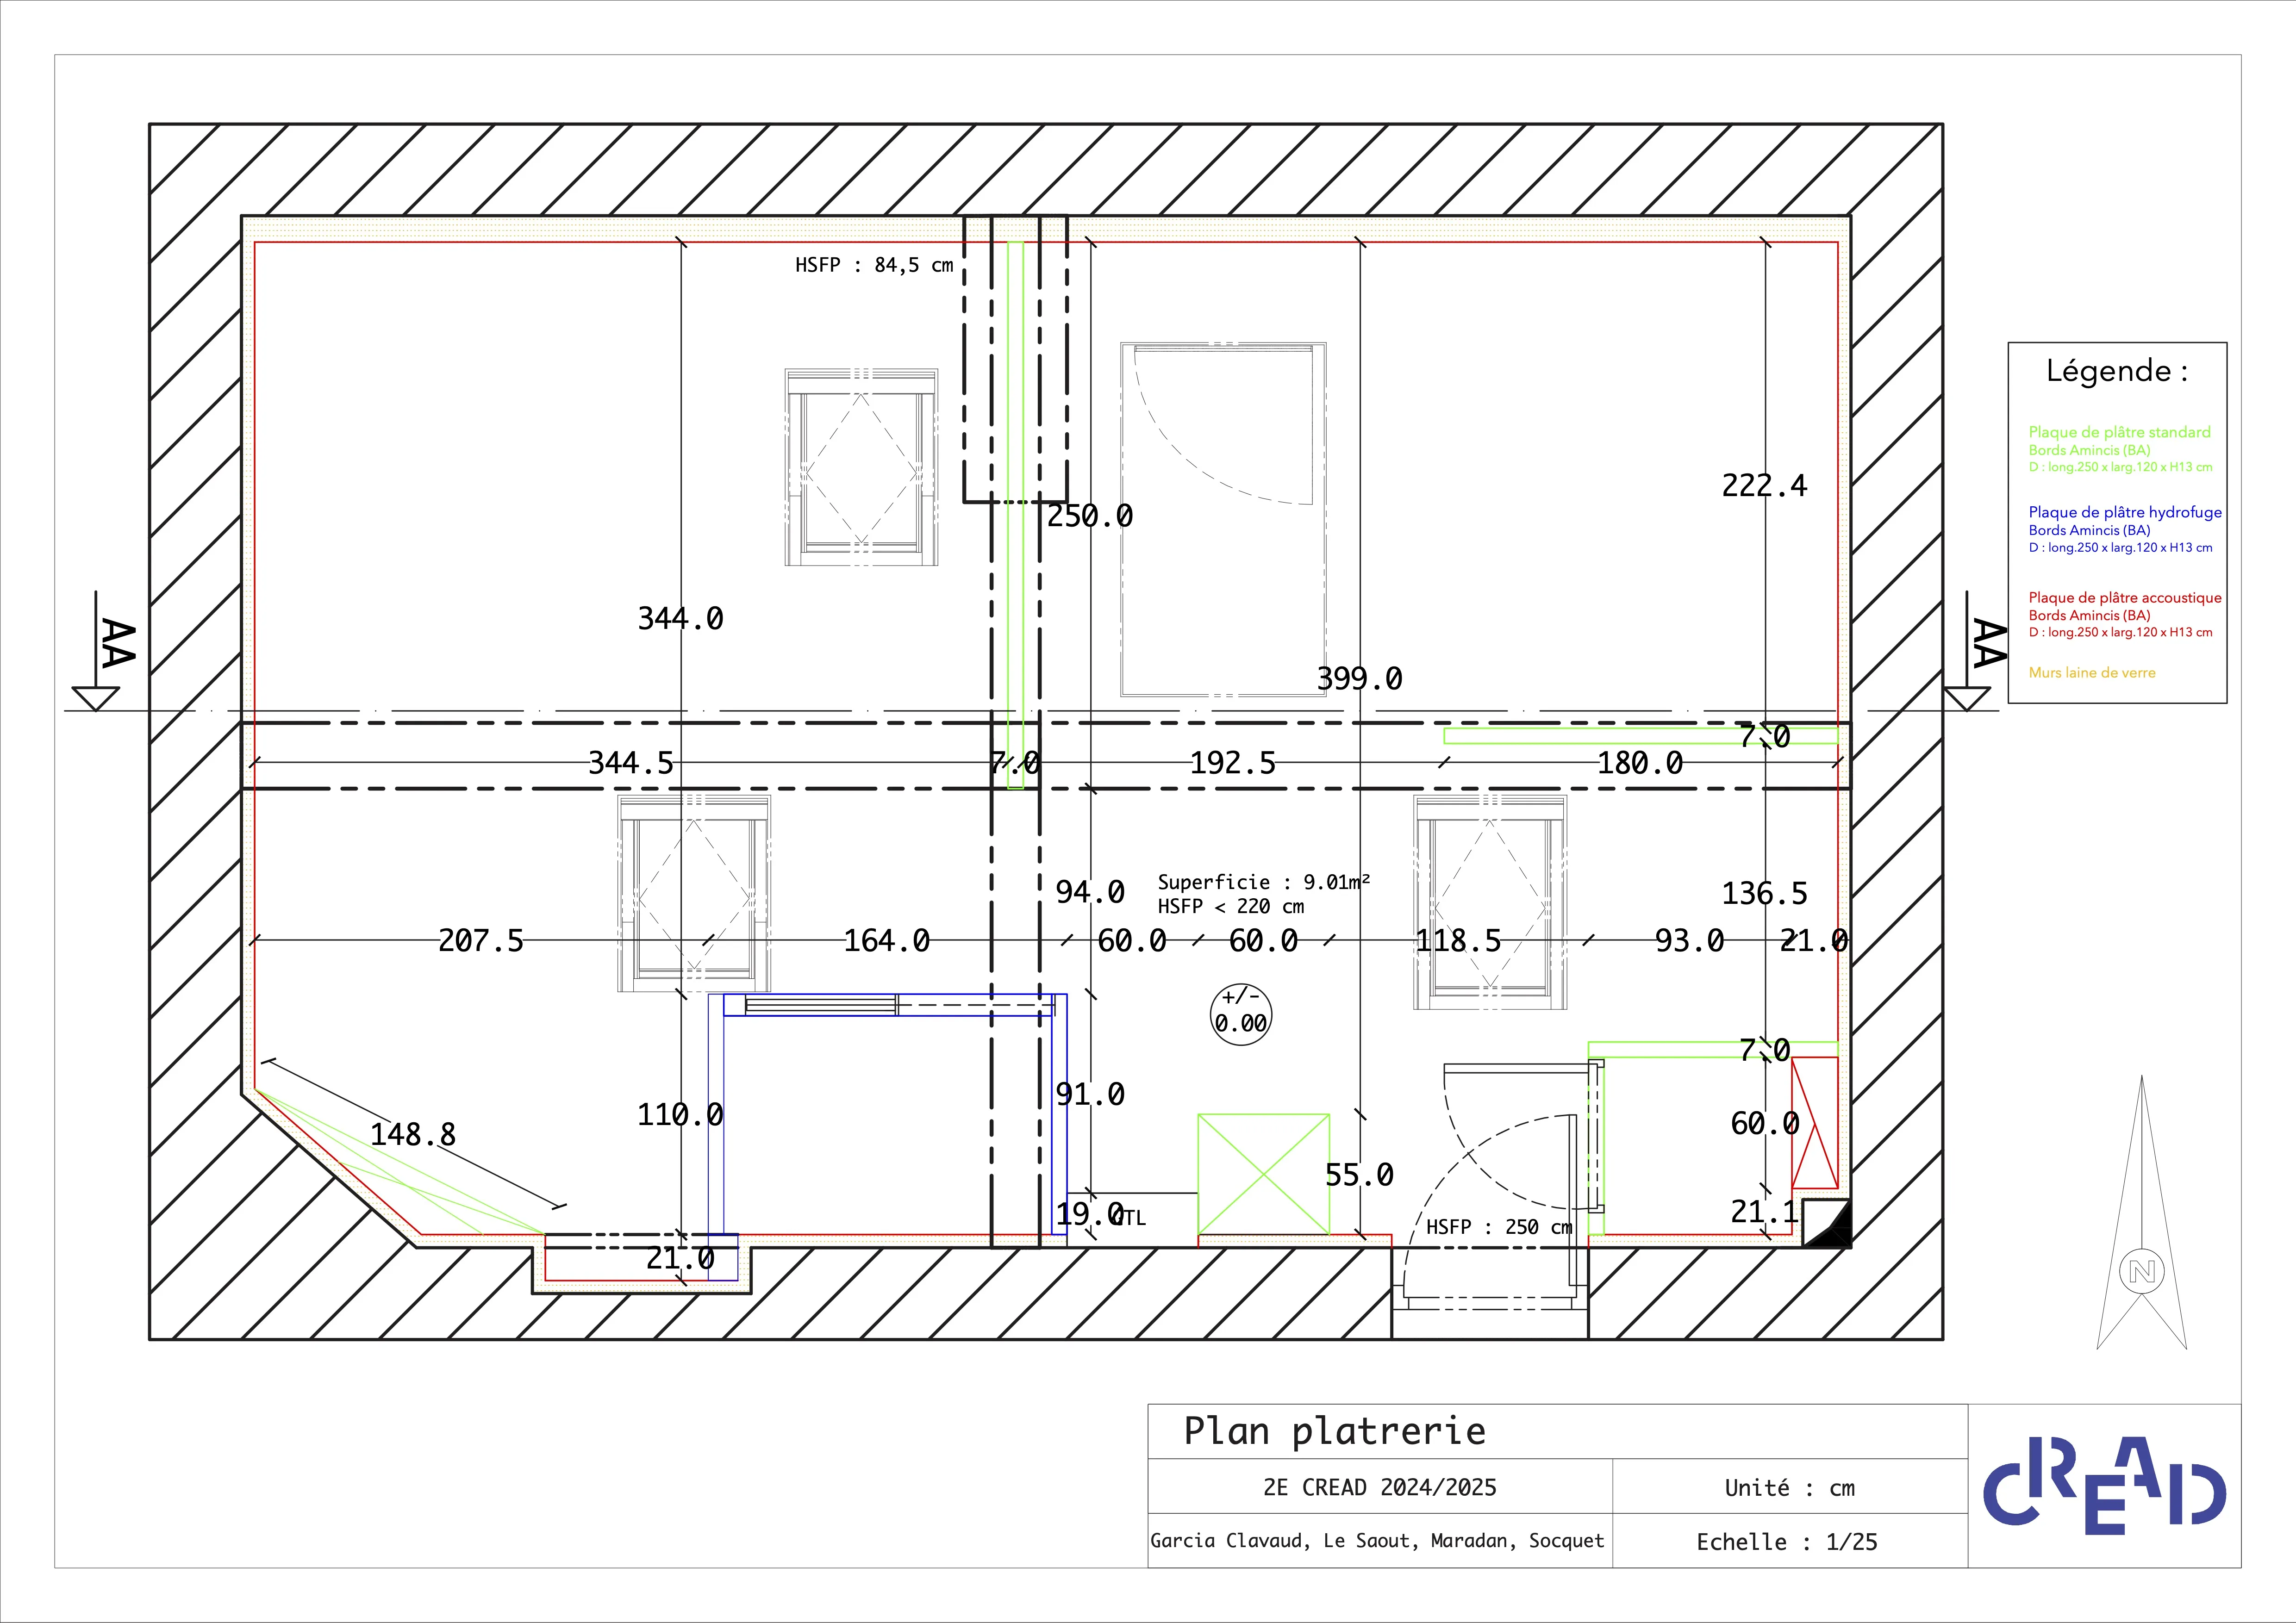 HSFP : 84,5 cm
Légende :
Plaque de plâtre standard
Bords Amincis (BA)
D : long.250 x larg.120 x H13 cm
222.4
Plaque de plâtre hydrofuge
Bords Amincis (BA)
D : long.250 x larg.120 x H13 cm
250.0
Plaque de plâtre accoustique
Bords Amincis (BA)
D : long.250 x larg.120 x H13 cm
344.0
AA
AA
Murs laine de verre
399.0
7.0
344.5
7.0
192.5
180.0
94.0
Superficie : 9.01m²
HSFP < 220 cm
136.5
207.5
164.0
60.0
60.0
118.5
93.0
21.0
+/-
0.00
7.0
91.0
110.0
148.8
60.0
55.0
19.0
GTL
HSFP : 250 cm
21.1
21.0
N
Plan platrerie
2E CREAD 2024/2025
Unité : cm
Garcia Clavaud, Le Saout, Maradan, Socquet
Echelle : 1/25
CREAD